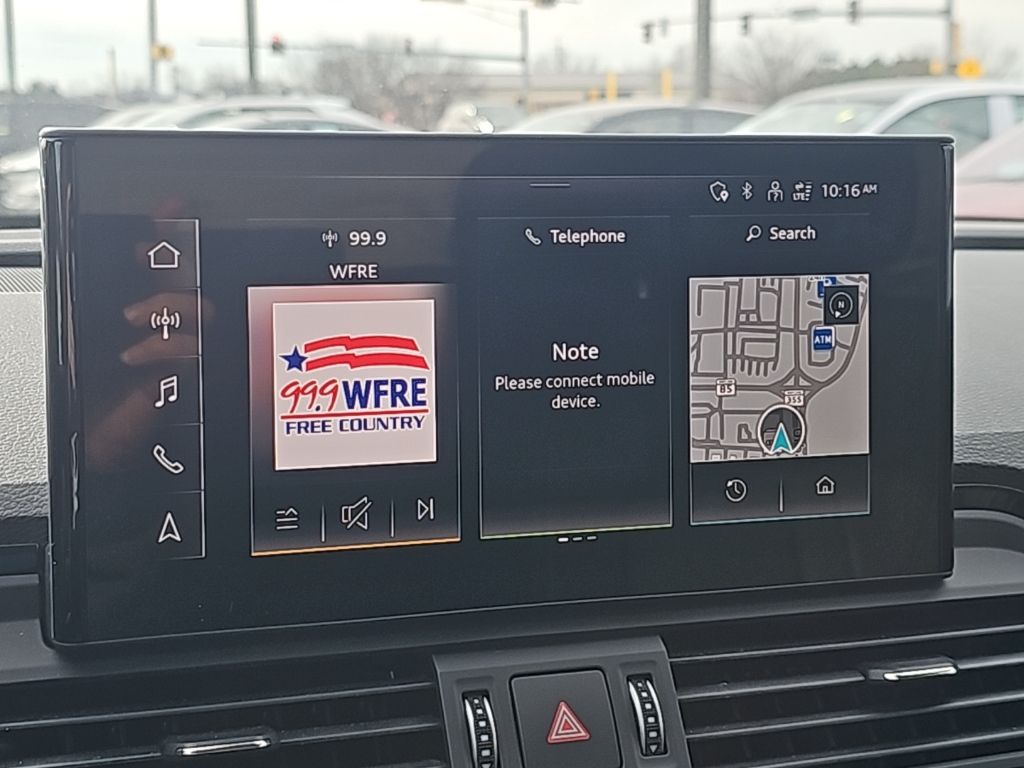 LTE 10:16 AM
99.9
WFRE
99.9 WFRE
FREE COUNTRY
Telephone
Note
Please connect mobile
device.
Search
N
ATM
85
355